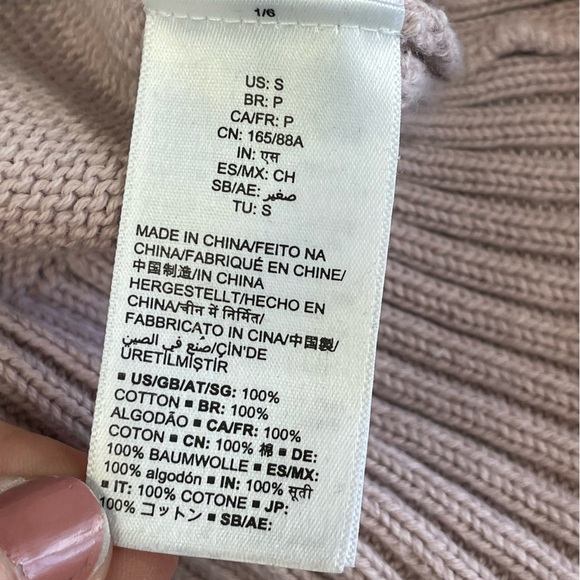 1/6
US: S
BR: P
CA/FR: P
CN: 165/88A
IN: एस
ES/MX: CH
SB/AE: صغير
TU: S
MADE IN CHINA/FEITO NA
CHINA/FABRIQUÉ EN CHINE/
中国制造/IN CHINA
HERGESTELLT/HECHO EN
CHINA/चीन में निर्मित/
FABBRICATO IN CINA/中国製/
صنع في الصين/ÇİN'DE
ÜRETİLMİŞTİR
▪ US/GB/AT/SG: 100%
COTTON ▪ BR: 100%
ALGODÃO ▪ CA/FR: 100%
COTON ▪ CN: 100% 棉 ▪ DE:
100% BAUMWOLLE ▪ ES/MX:
100% algodón ▪ IN: 100% सूती
▪ IT: 100% COTONE ▪ JP:
100% コットン ▪ SB/AE: